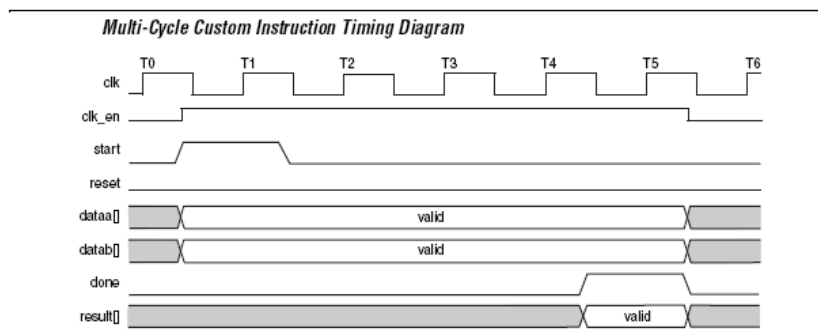 Multi-Cycle Custom Instruction Timing Diagram
T0 T1 T2 T3 T4 T5 T6
clk
clk_en
start
reset
dataa[] valid
datab[] valid
done
result[] valid